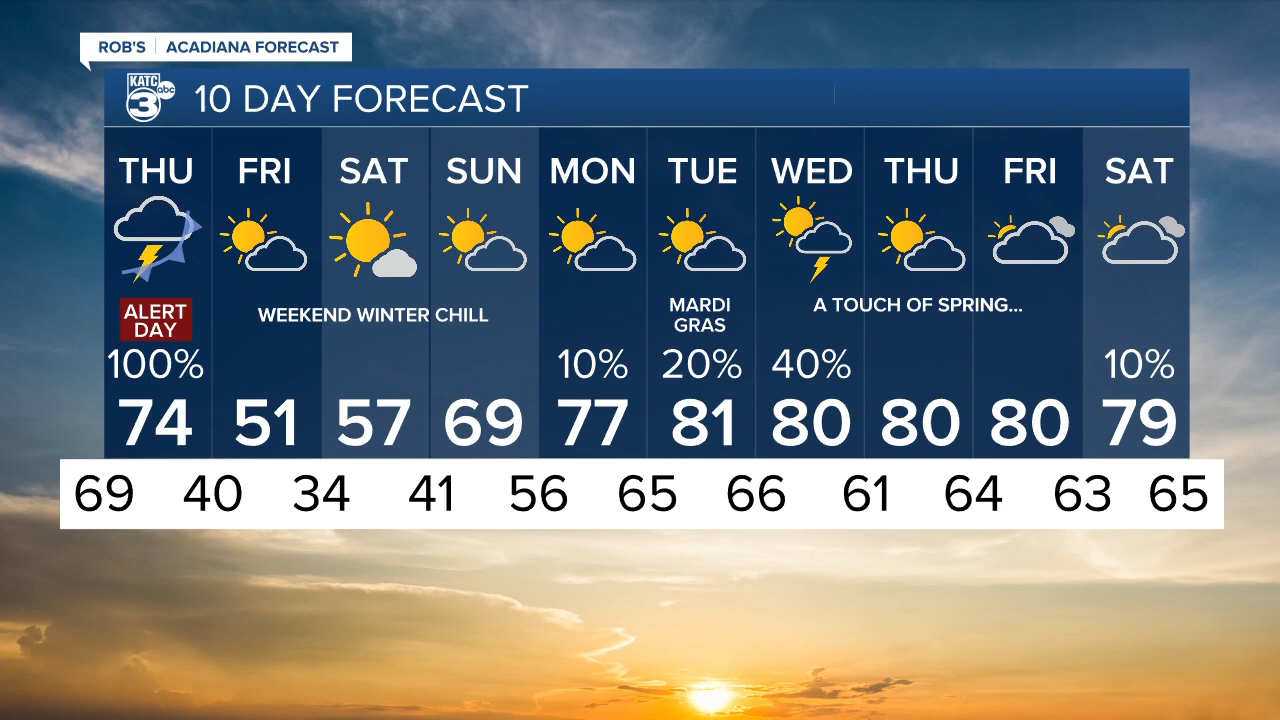 ROB'S | ACADIANA FORECAST
KATC
abc
3
10 DAY FORECAST
THU FRI SAT SUN MON TUE WED THU FRI SAT
ALERT
DAY
WEEKEND WINTER CHILL
MARDI
GRAS
A TOUCH OF SPRING...
100% 10% 20% 40% 10%
74 51 57 69 77 81 80 80 80 79
69 40 34 41 56 65 66 61 64 63 65